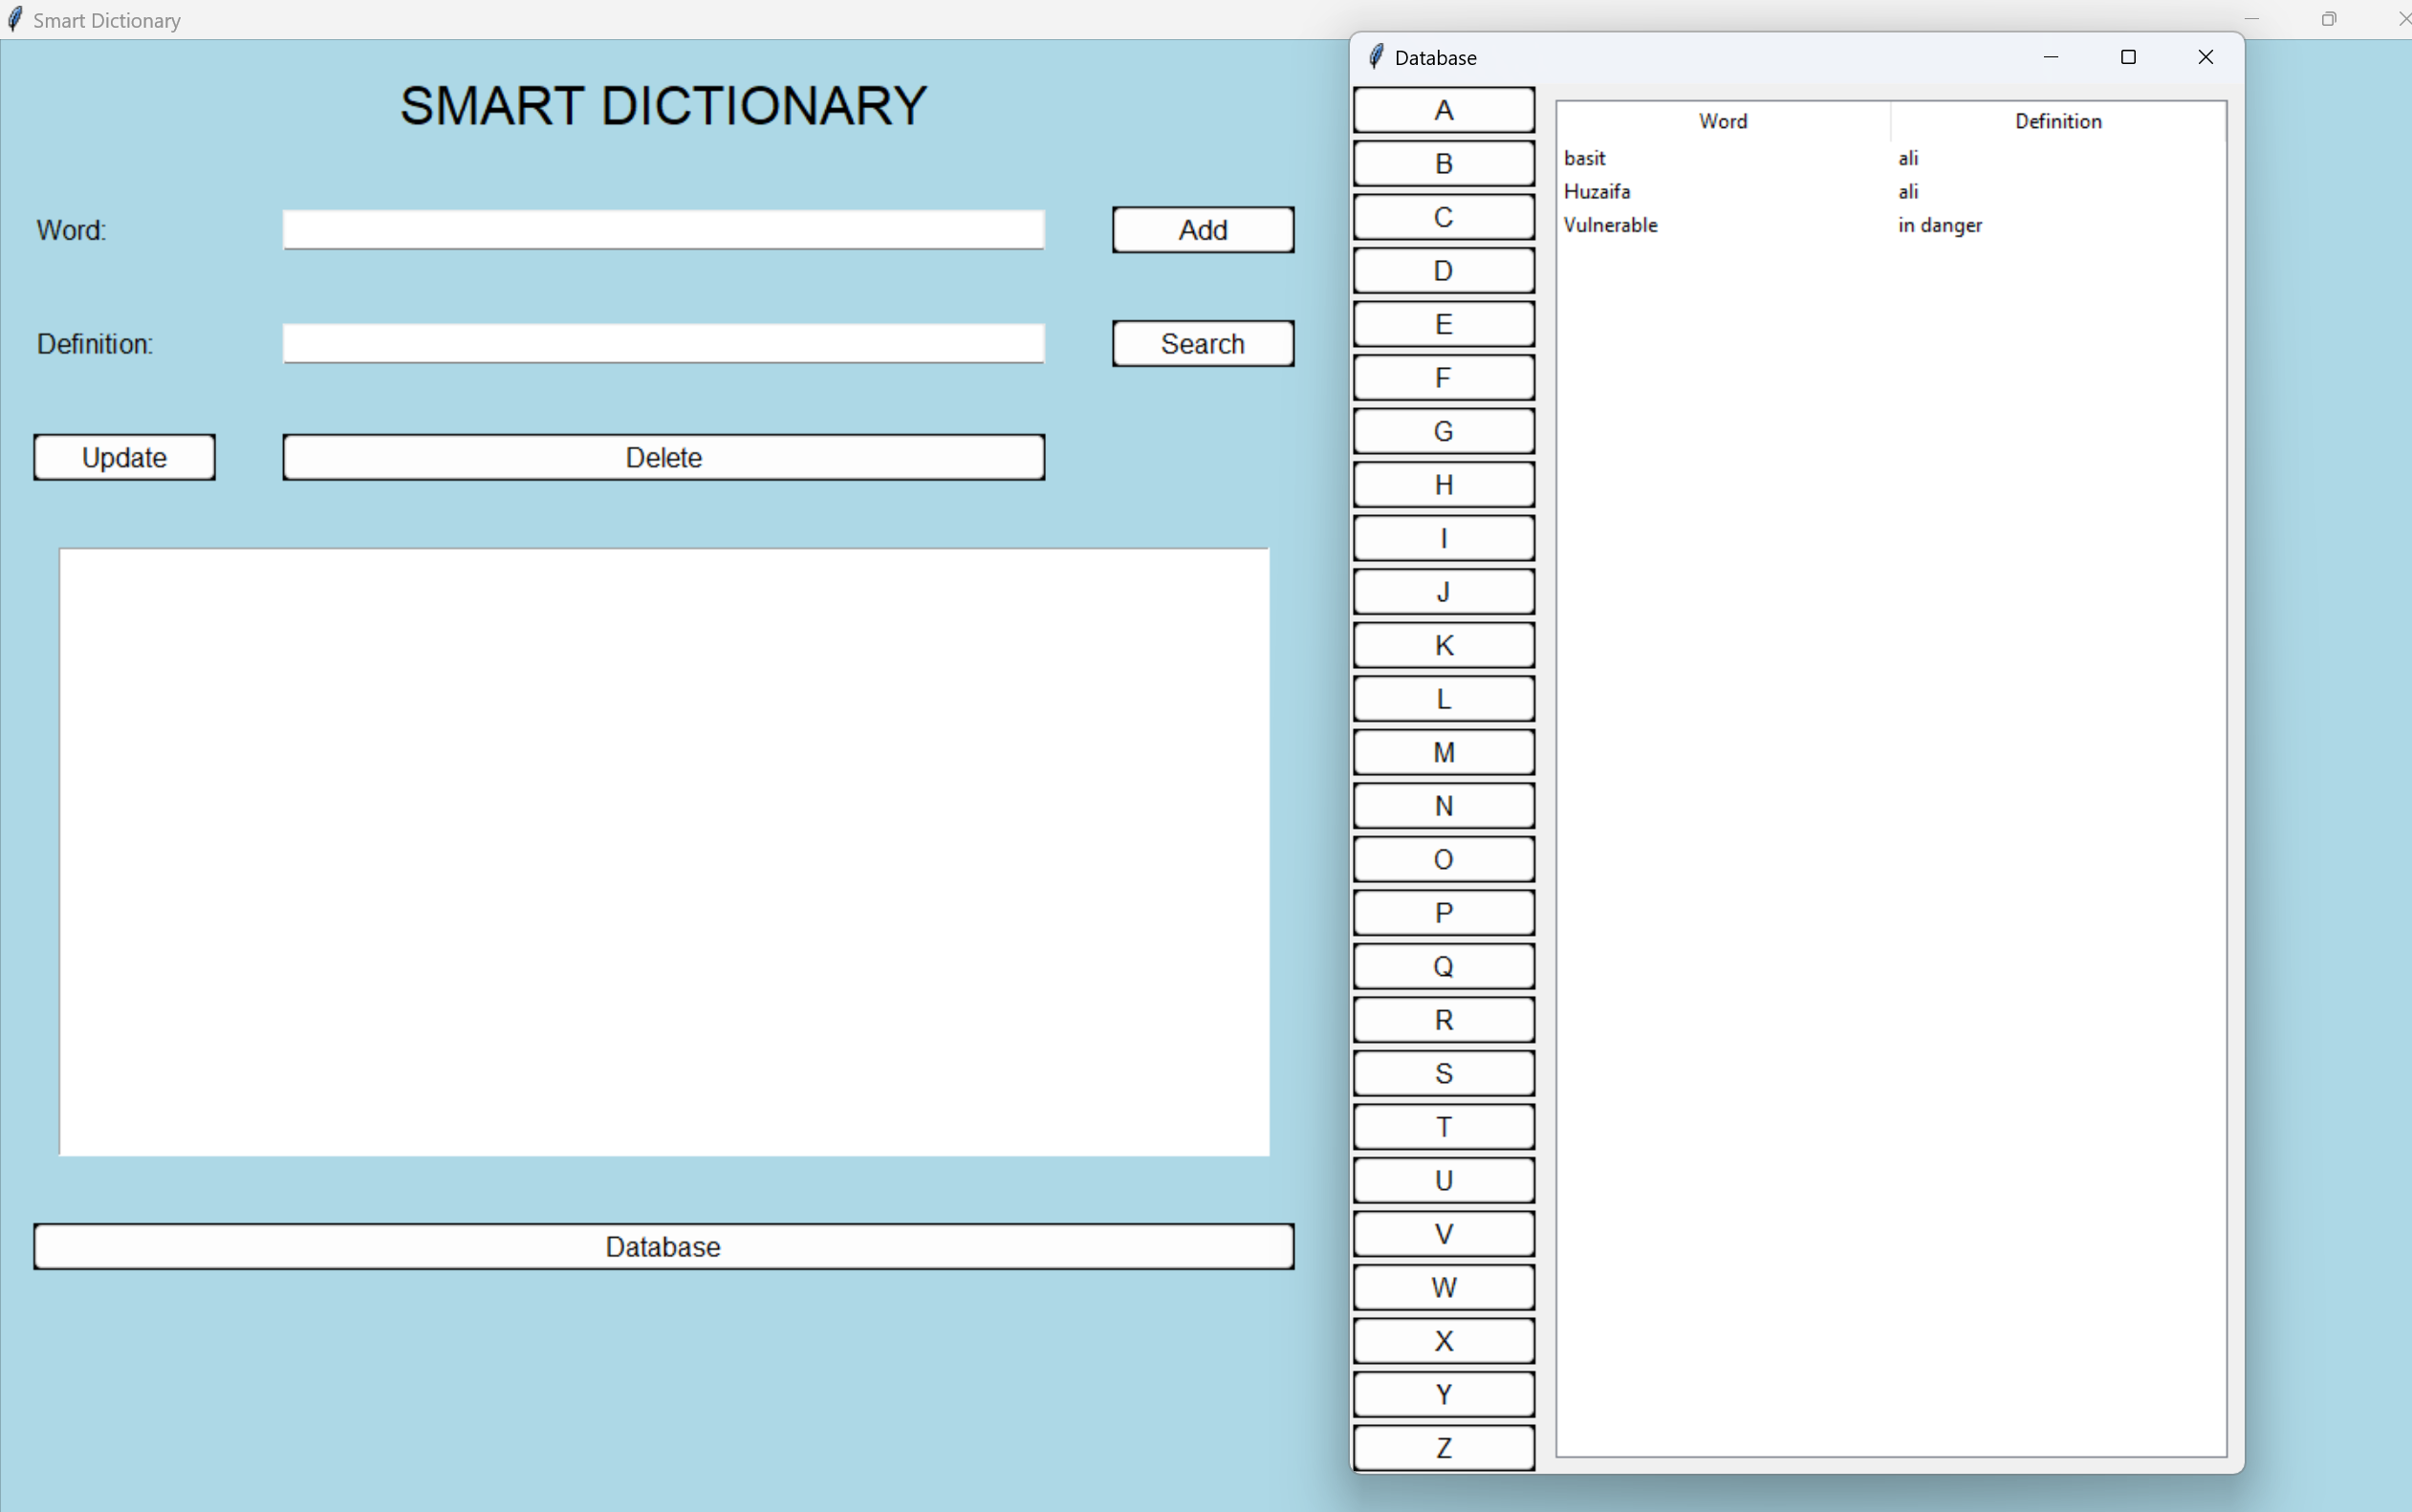 Smart Dictionary
SMART DICTIONARY
Word:
Add
Definition:
Search
Update
Delete
Database
Database
A
B
C
D
E
F
G
H
I
J
K
L
M
N
O
P
Q
R
S
T
U
V
W
X
Y
Z
Word Definition
basit ali
Huzaifa ali
Vulnerable in danger